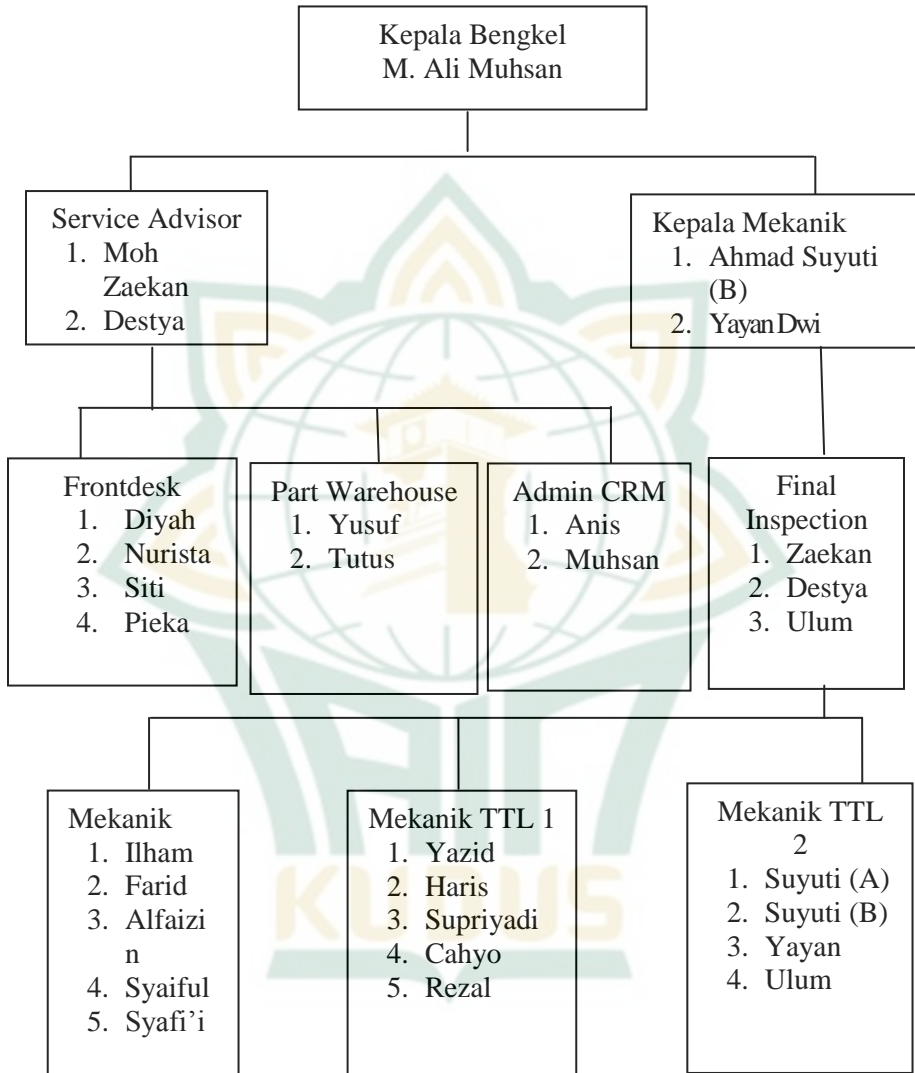 Kepala Bengkel
M. Ali Muhsan
Service Advisor
1. Moh
Zaekan
2. Destya
Kepala Mekanik
1. Ahmad Suyuti
(B)
2. Yayan Dwi
Frontdesk
1. Diyah
2. Nurista
3. Siti
4. Pieka
Part Warehouse
1. Yusuf
2. Tutus
Admin CRM
1. Anis
2. Muhsan
Final
Inspection
1. Zaekan
2. Destya
3. Ulum
Mekanik
1. Ilham
2. Farid
3. Alfaizi
n
4. Syaiful
5. Syafi’i
Mekanik TTL 1
1. Yazid
2. Haris
3. Supriyadi
4. Cahyo
5. Rezal
Mekanik TTL
2
1. Suyuti (A)
2. Suyuti (B)
3. Yayan
4. Ulum
IAIN
KUDUS